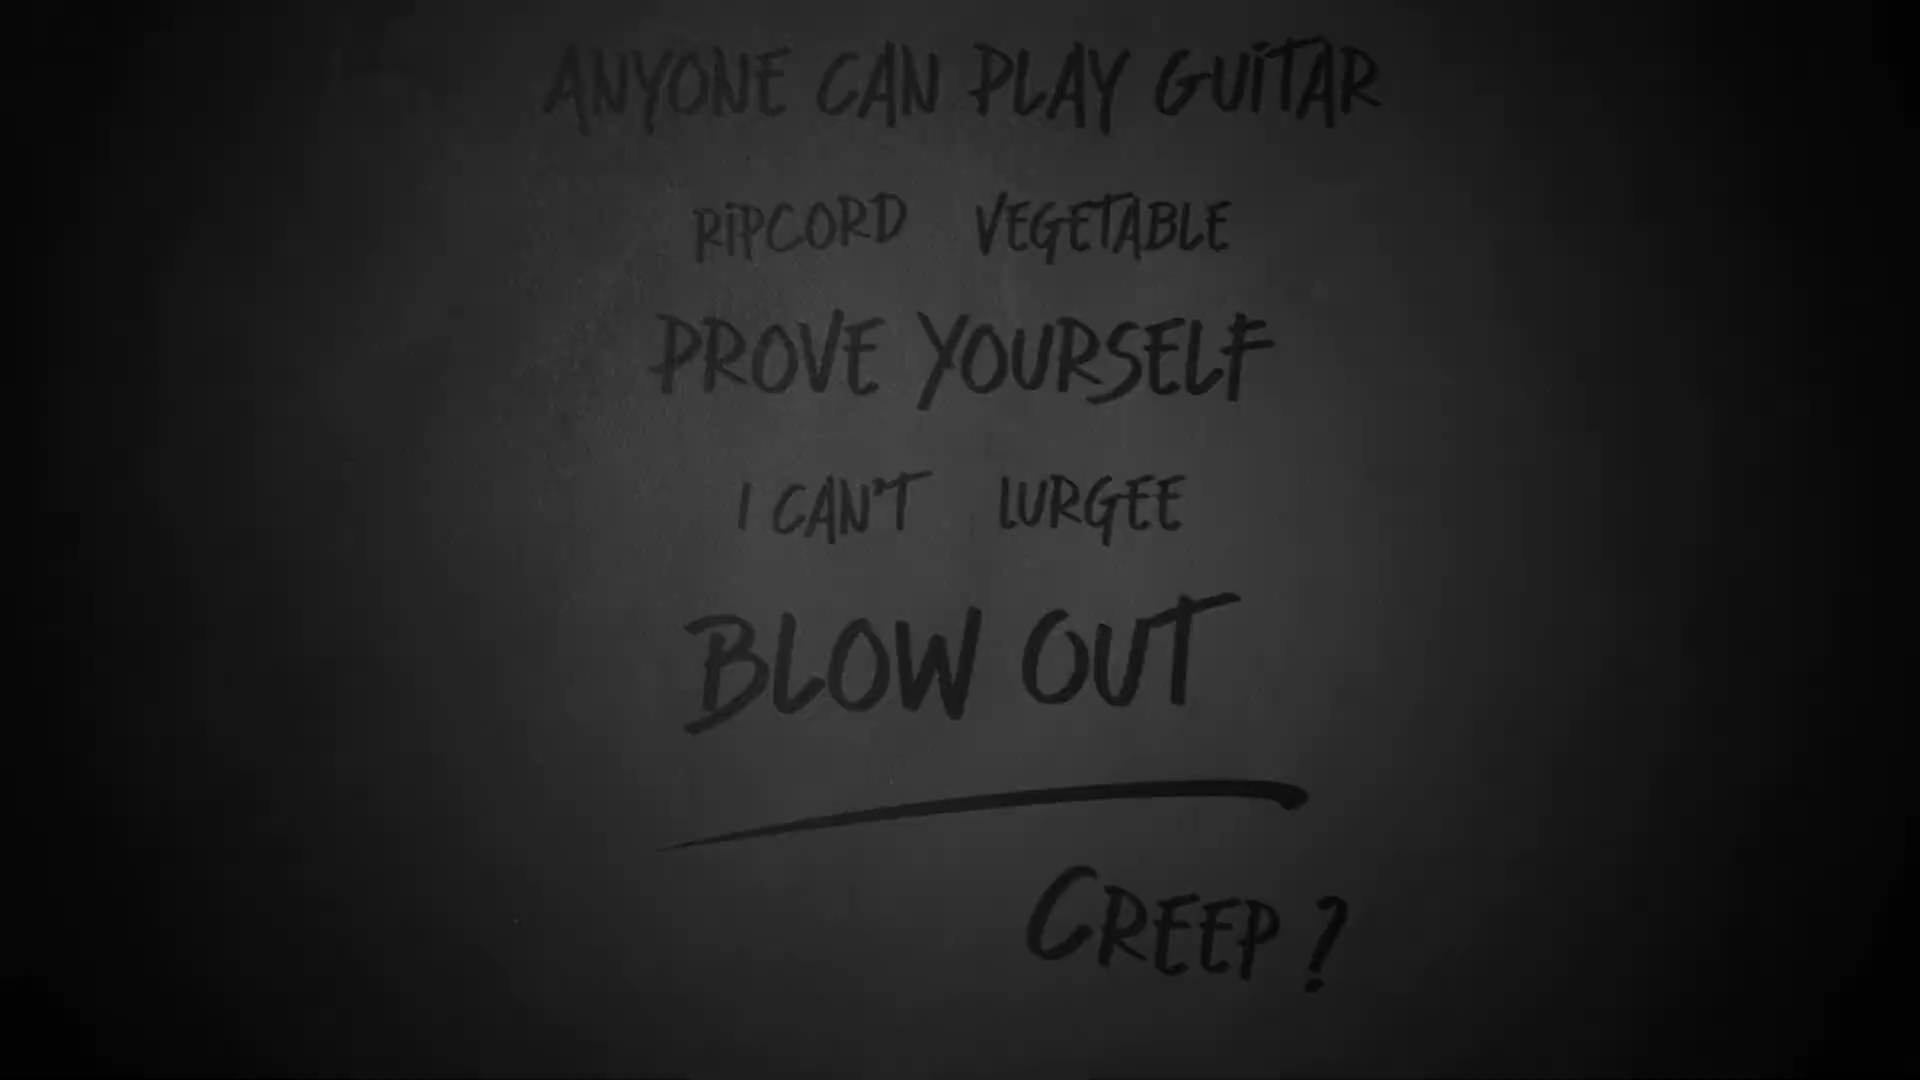 ANYONE CAN PLAY GUITAR
RIPCORD VEGETABLE
PROVE YOURSELF
I CAN'T LURGEE
BLOW OUT
CREEP?